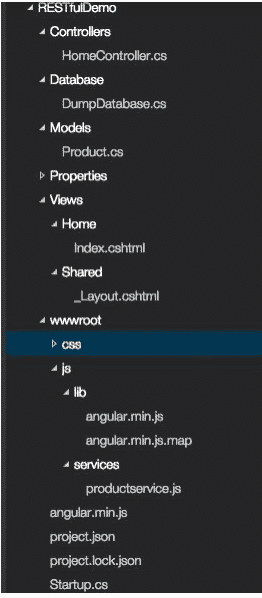 RESTfulDemo
Controllers
HomeController.cs
Database
DumpDatabase.cs
Models
Product.cs
Properties
Views
Home
Index.cshtml
Shared
_Layout.cshtml
wwwroot
css
js
lib
angular.min.js
angular.min.js.map
services
productservice.js
angular.min.js
project.json
project.lock.json
Startup.cs